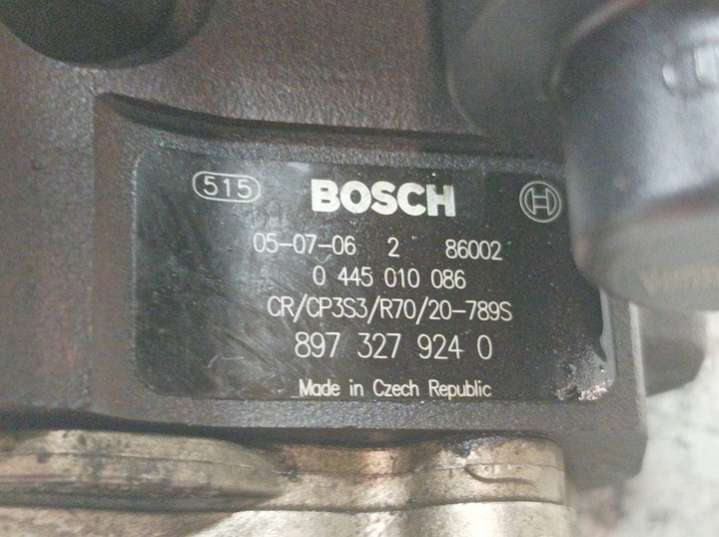 515 BOSCH
05-07-06 2 86002
0 445 010 086
CR/CP3S3/R70/20-789S
897 327 924 0
Made in Czech Republic